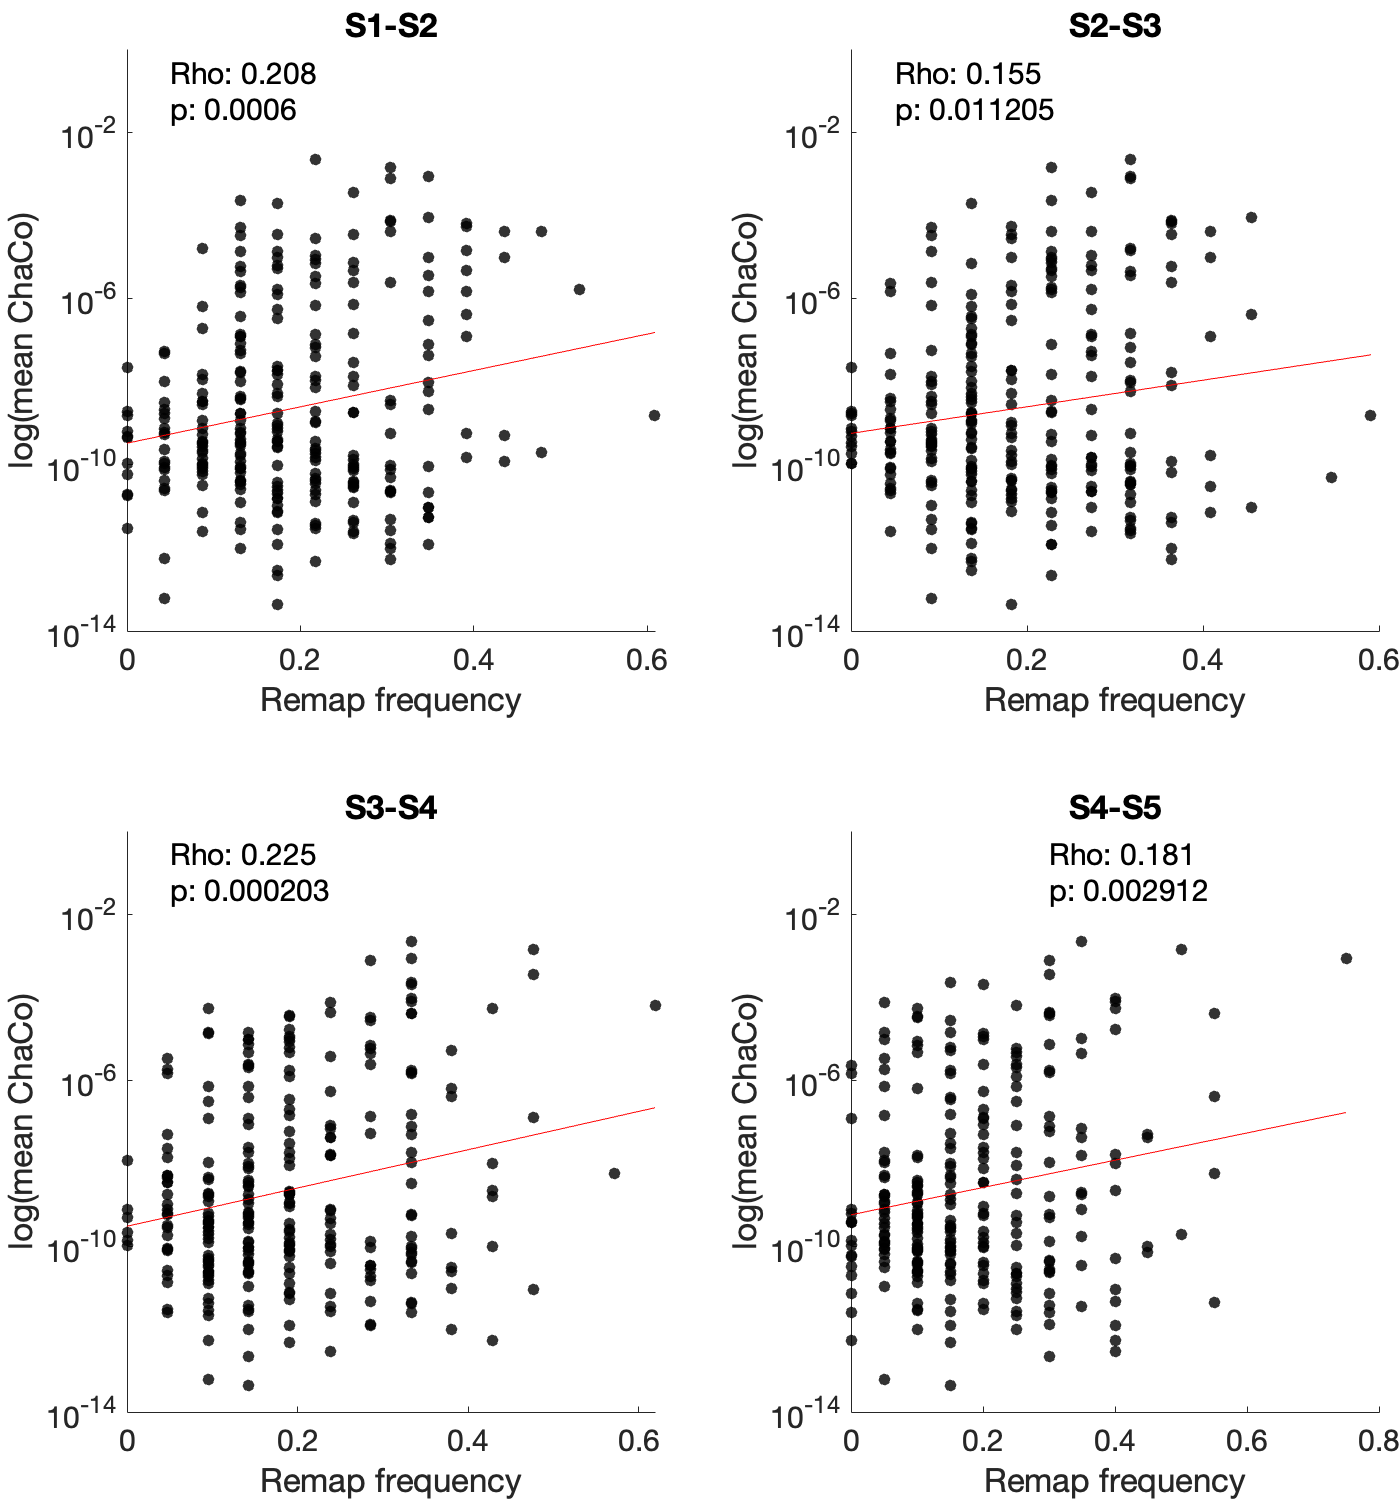 S1-S2
Rho: 0.208
p: 0.0006
10^-2
10^-6
10^-10
10^-14
log(mean ChaCo)
0 0.2 0.4 0.6
Remap frequency
S2-S3
Rho: 0.155
p: 0.011205
10^-2
10^-6
10^-10
10^-14
log(mean ChaCo)
0 0.2 0.4 0.6
Remap frequency
S3-S4
Rho: 0.225
p: 0.000203
10^-2
10^-6
10^-10
10^-14
log(mean ChaCo)
0 0.2 0.4 0.6
Remap frequency
S4-S5
Rho: 0.181
p: 0.002912
10^-2
10^-6
10^-10
10^-14
log(mean ChaCo)
0 0.2 0.4 0.6 0.8
Remap frequency